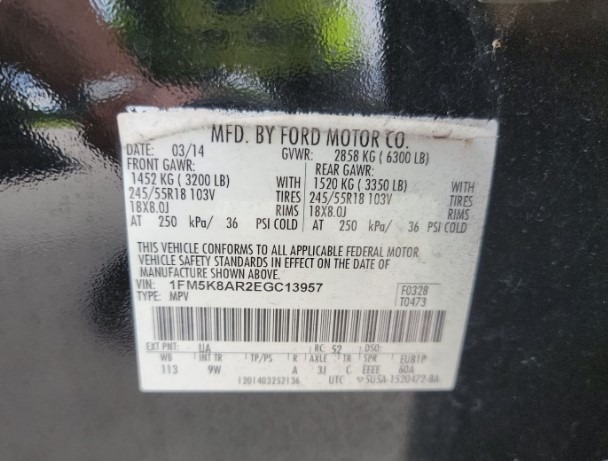 MFD. BY FORD MOTOR CO.
DATE: 03/14 GVWR: 2858 KG ( 6300 LB)
FRONT GAWR: REAR GAWR:
1452 KG ( 3200 LB) WITH 1520 KG ( 3350 LB) WITH
245/55R18 103V TIRES 245/55R18 103V TIRES
18X8.0J RIMS 18X8.0J RIMS
AT 250 kPa/ 36 PSI COLD AT 250 kPa/ 36 PSI COLD
THIS VEHICLE CONFORMS TO ALL APPLICABLE FEDERAL MOTOR
VEHICLE SAFETY STANDARDS IN EFFECT ON THE DATE OF
MANUFACTURE SHOWN ABOVE.
VIN: 1FM5K8AR2EGC13957 F0328
TYPE: MPV T0473
EXT PNT: UA RC: 52 DSO:
WB INT TR TP/PS R AXLE TR SPR EUB1P
113 9W A 3J C EEEE 60A
1201403252136 UTC 5U5A-1520472-BA